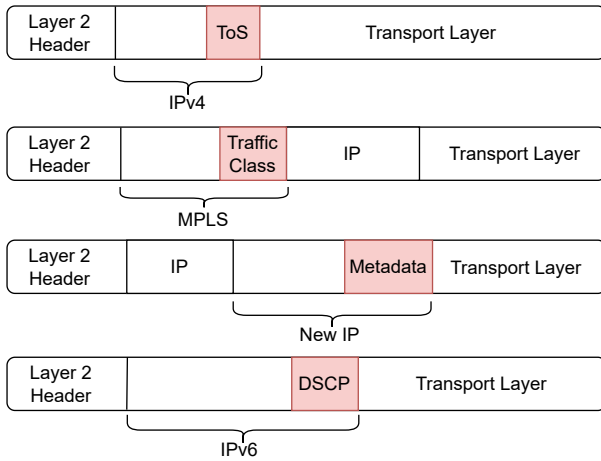 Layer 2
Header
ToS
Transport Layer
IPv4
Layer 2
Header
Traffic
Class
IP
Transport Layer
MPLS
Layer 2
Header
IP
Metadata
Transport Layer
New IP
Layer 2
Header
DSCP
Transport Layer
IPv6